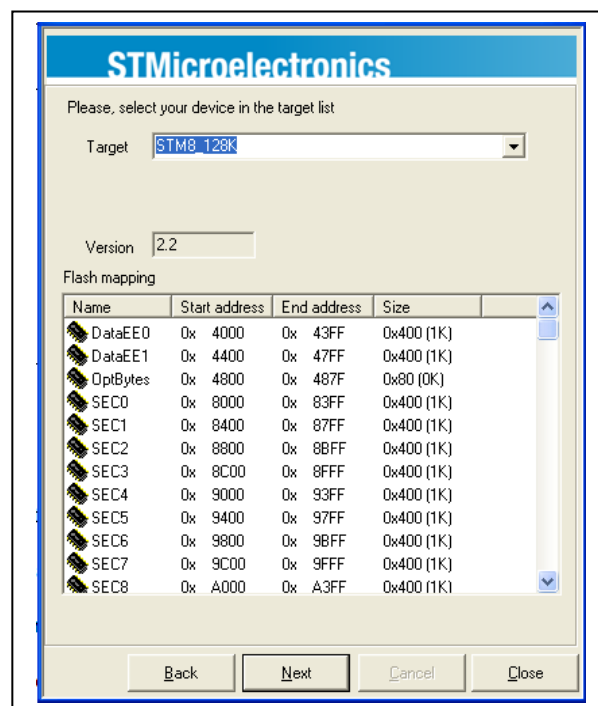 STMicroelectronics
Please, select your device in the target list
Target STM8_128K
Version 2.2
Flash mapping
Name Start address End address Size
DataEE0 0x 4000 0x 43FF 0x400 (1K)
DataEE1 0x 4400 0x 47FF 0x400 (1K)
OptBytes 0x 4800 0x 487F 0x80 (0K)
SEC0 0x 8000 0x 83FF 0x400 (1K)
SEC1 0x 8400 0x 87FF 0x400 (1K)
SEC2 0x 8800 0x 8BFF 0x400 (1K)
SEC3 0x 8C00 0x 8FFF 0x400 (1K)
SEC4 0x 9000 0x 93FF 0x400 (1K)
SEC5 0x 9400 0x 97FF 0x400 (1K)
SEC6 0x 9800 0x 9BFF 0x400 (1K)
SEC7 0x 9C00 0x 9FFF 0x400 (1K)
SEC8 0x A000 0x A3FF 0x400 (1K)
Back Next Cancel Close